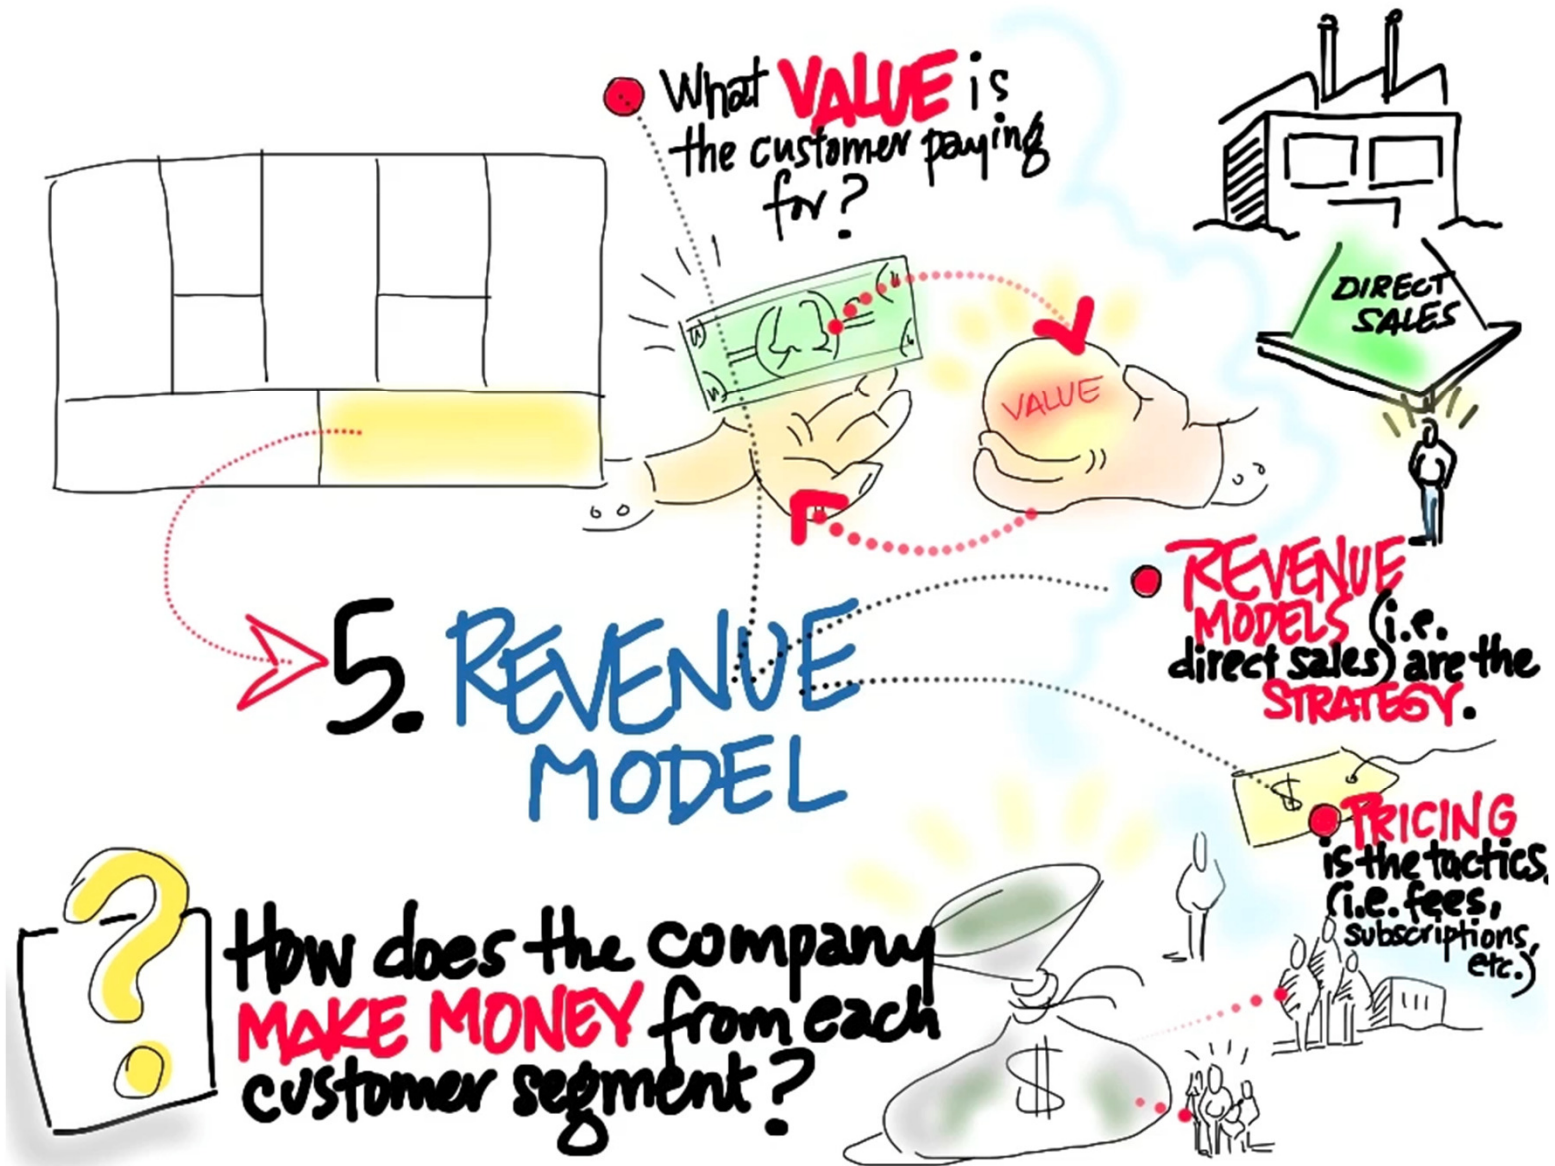 What VALUE is
the customer paying
for?
DIRECT
SALES
VALUE
REVENUE
MODELS (i.e.
direct sales) are the
STRATEGY.
5. REVENUE
MODEL
$
PRICING
is the tactics.
(i.e. fees,
subscriptions,
etc.)
How does the company
MAKE MONEY from each
customer segment?
$
?